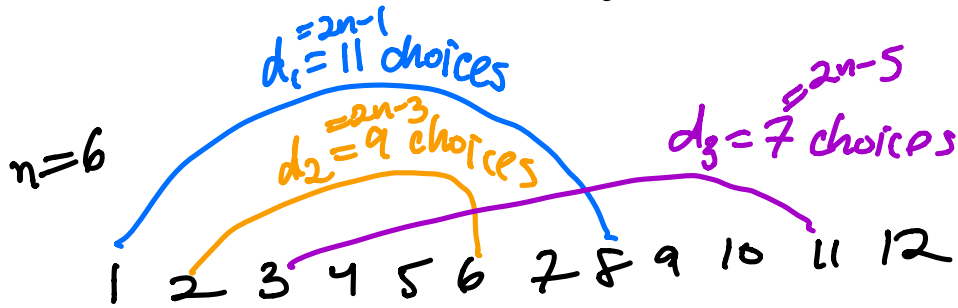 =2n-1
d₁=11 choices
=2n-3
d₂=9 choices
=2n-5
d₃=7 choices
n=6
1 2 3 4 5 6 7 8 9 10 11 12